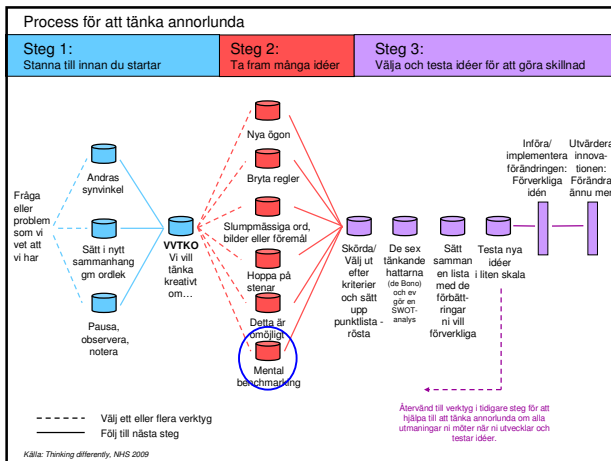 Process för att tänka annorlunda
Steg 1:
Stanna till innan du startar
Steg 2:
Ta fram många idéer
Steg 3:
Välja och testa idéer för att göra skillnad
Fråga
eller
problem
som vi
vet att
vi har
Andras
synvinkel
Sätt i nytt
sammanhang
gm ordlek
Pausa,
observera,
notera
VVTKO
Vi vill
tänka
kreativt
om…
Nya ögon
Bryta regler
Slumpmässiga ord,
bilder eller föremål
Hoppa på
stenar
Detta är
omöjligt
Mental
benchmarking
Skörda/
Välj ut
efter
kriterier
och sätt
upp
punktlista -
rösta
De sex
tänkande
hattarna
(de Bono)
och ev
gör en
SWOT-
analys
Sätt
samman
en lista
med de
förbätt-
ringar
ni vill
förverkliga
Testa nya
idéer
i liten skala
Införa/
implementera
förändringen:
Förverkliga
idén
Utvärdera
innova-
tionen:
Förändra
ännu mer
Återvänd till verktyg i tidigare steg för att
hjälpa till att tänka annorlunda om alla
utmaningar ni möter när ni utvecklar och
testar idéer.
Välj ett eller flera verktyg
Följ till nästa steg
Källa: Thinking differently, NHS 2009